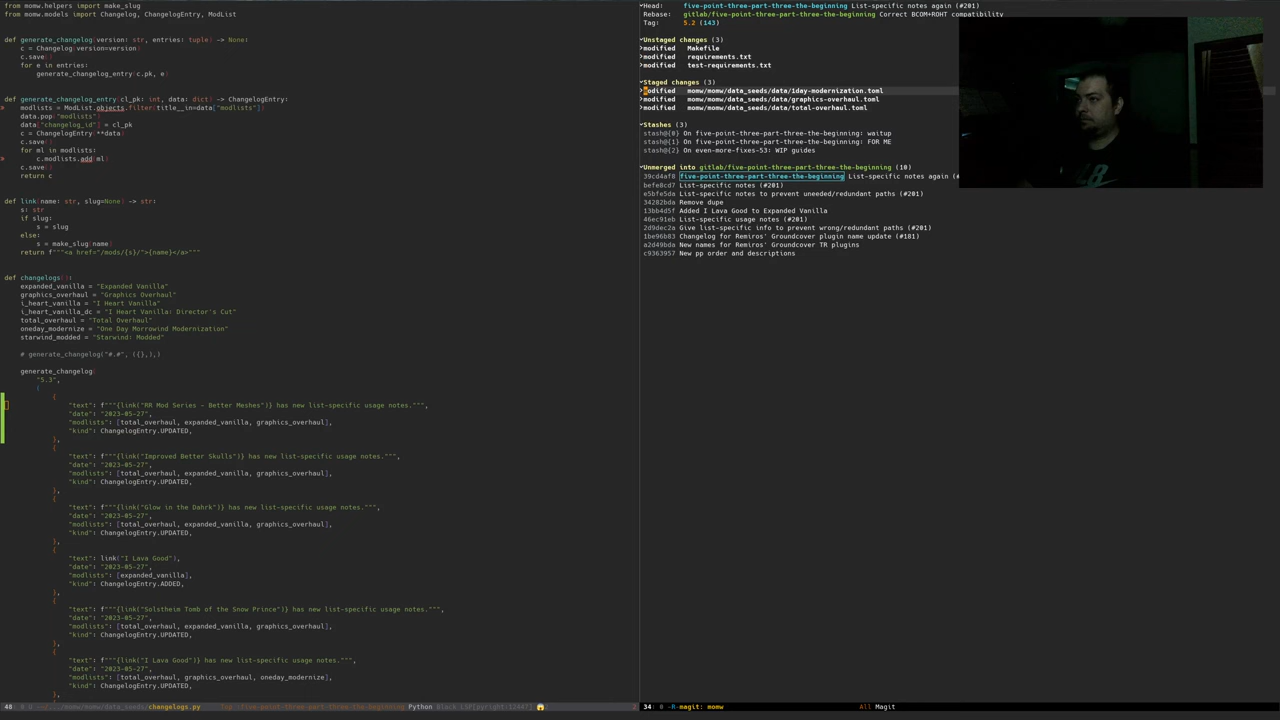 from momw.helpers import make_slug
from momw.models import Changelog, ChangelogEntry, ModList
def generate_changelog(version: str, entries: tuple) -> None:
c = Changelog(version=version)
c.save()
for e in entries:
generate_changelog_entry(c.pk, e)
def generate_changelog_entry(cl_pk: int, data: dict) -> ChangelogEntry:
modlists = ModList.objects.filter(title__in=data["modlists"])
data.pop("modlists")
data["changelog_id"] = cl_pk
c = ChangelogEntry(**data)
c.save()
for ml in modlists:
c.modlists.add(ml)
c.save()
return c
def link(name: str, slug=None) -> str:
s: str
if slug:
s = slug
else:
s = make_slug(name)
return f"""<a href="/mods/{s}/">{name}</a>"""
def changelogs():
expanded_vanilla = "Expanded Vanilla"
graphics_overhaul = "Graphics Overhaul"
i_heart_vanilla = "I Heart Vanilla"
i_heart_vanilla_dc = "I Heart Vanilla: Director's Cut"
total_overhaul = "Total Overhaul"
oneday_modernize = "One Day Morrowind Modernization"
starwind_modded = "Starwind: Modded"
# generate_changelog("#.#", ({},),)
generate_changelog(
"5.3",
(
{
"text": f"""{link("RR Mod Series - Better Meshes")} has new list-specific usage notes.""",
"date": "2023-05-27",
"modlists": [total_overhaul, expanded_vanilla, graphics_overhaul],
"kind": ChangelogEntry.UPDATED,
},
{
"text": f"""{link("Improved Better Skulls")} has new list-specific usage notes.""",
"date": "2023-05-27",
"modlists": [total_overhaul, expanded_vanilla, graphics_overhaul],
"kind": ChangelogEntry.UPDATED,
},
{
"text": f"""{link("Glow in the Dahrk")} has new list-specific usage notes.""",
"date": "2023-05-27",
"modlists": [total_overhaul, expanded_vanilla, graphics_overhaul],
"kind": ChangelogEntry.UPDATED,
},
{
"text": link("I Lava Good"),
"date": "2023-05-27",
"modlists": [expanded_vanilla],
"kind": ChangelogEntry.ADDED,
},
{
"text": f"""{link("Solstheim Tomb of the Snow Prince")} has new list-specific usage notes.""",
"date": "2023-05-27",
"modlists": [total_overhaul, expanded_vanilla, graphics_overhaul],
"kind": ChangelogEntry.UPDATED,
},
{
"text": f"""{link("I Lava Good")} has new list-specific usage notes.""",
"date": "2023-05-27",
"modlists": [total_overhaul, graphics_overhaul, oneday_modernize],
"kind": ChangelogEntry.UPDATED,
},
changelogs.py Top five-point-three-part-three-the-beginning Python Black LSP[pyright:12447]
Head: five-point-three-part-three-the-beginning List-specific notes again (#201)
Rebase: gitlab/five-point-three-part-three-the-beginning Correct BCOM+ROHT compatibility
Tag: 5.2 (143)
Unstaged changes (3)
modified Makefile
modified requirements.txt
modified test-requirements.txt
Staged changes (3)
modified momw/momw/data_seeds/data/1day-modernization.toml
modified momw/momw/data_seeds/data/graphics-overhaul.toml
modified momw/momw/data_seeds/data/total-overhaul.toml
Stashes (3)
stash@{0} On five-point-three-part-three-the-beginning: waitup
stash@{1} On five-point-three-part-three-the-beginning: FOR ME
stash@{2} On even-more-fixes-53: WIP guides
Unmerged into gitlab/five-point-three-part-three-the-beginning (10)
39cd4af8 five-point-three-part-three-the-beginning List-specific notes again (#
befe8cd7 List-specific notes (#201)
e5bfe5da List-specific notes to prevent uneeded/redundant paths (#201)
34282bda Remove dupe
13bb4d5f Added I Lava Good to Expanded Vanilla
46ec91eb List-specific usage notes (#201)
2d9dec2a Give list-specific info to prevent wrong/redundant paths (#201)
1be96b83 Changelog for Remiros' Groundcover plugin name update (#181)
a2d49bda New names for Remiros' Groundcover TR plugins
c9363957 New pp order and descriptions
34: 0 -R-magit: momw All Magit